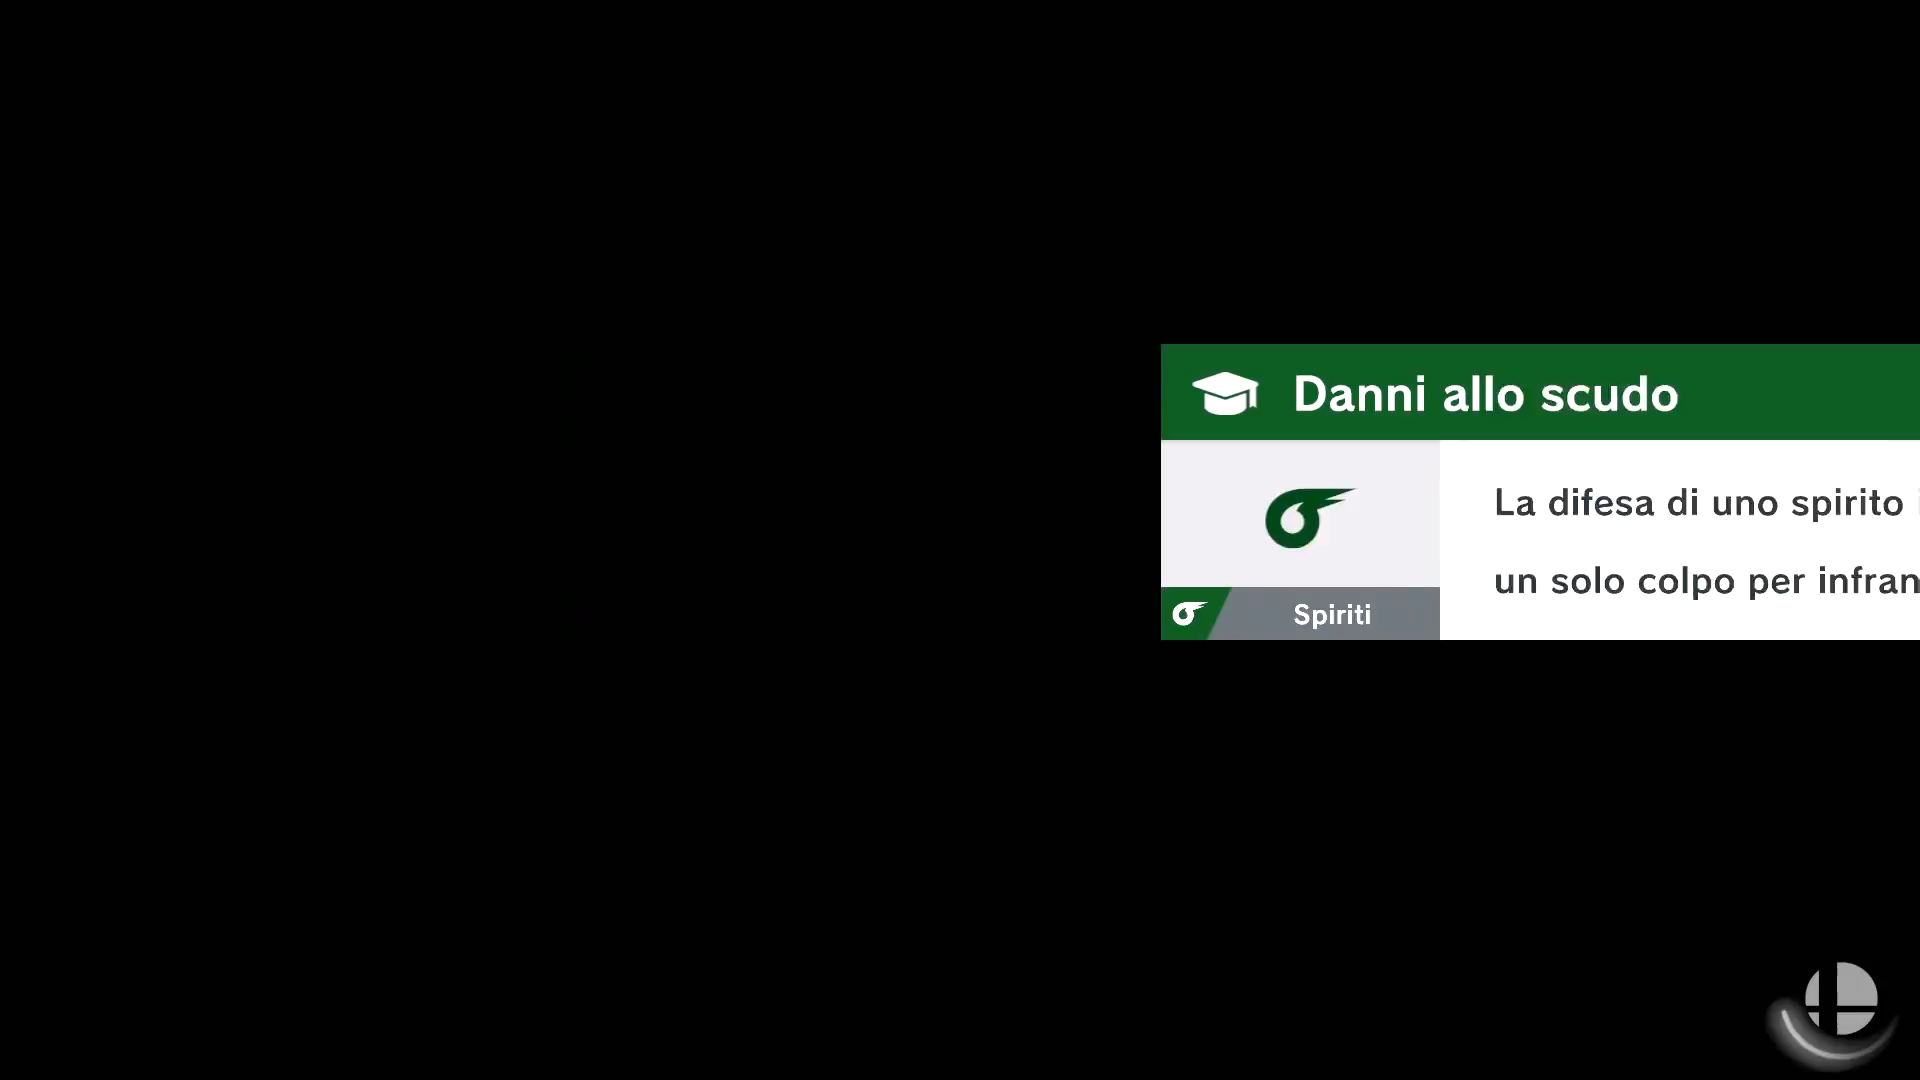 Danni allo scudo
La difesa di uno spirito
un solo colpo per infran
Spiriti